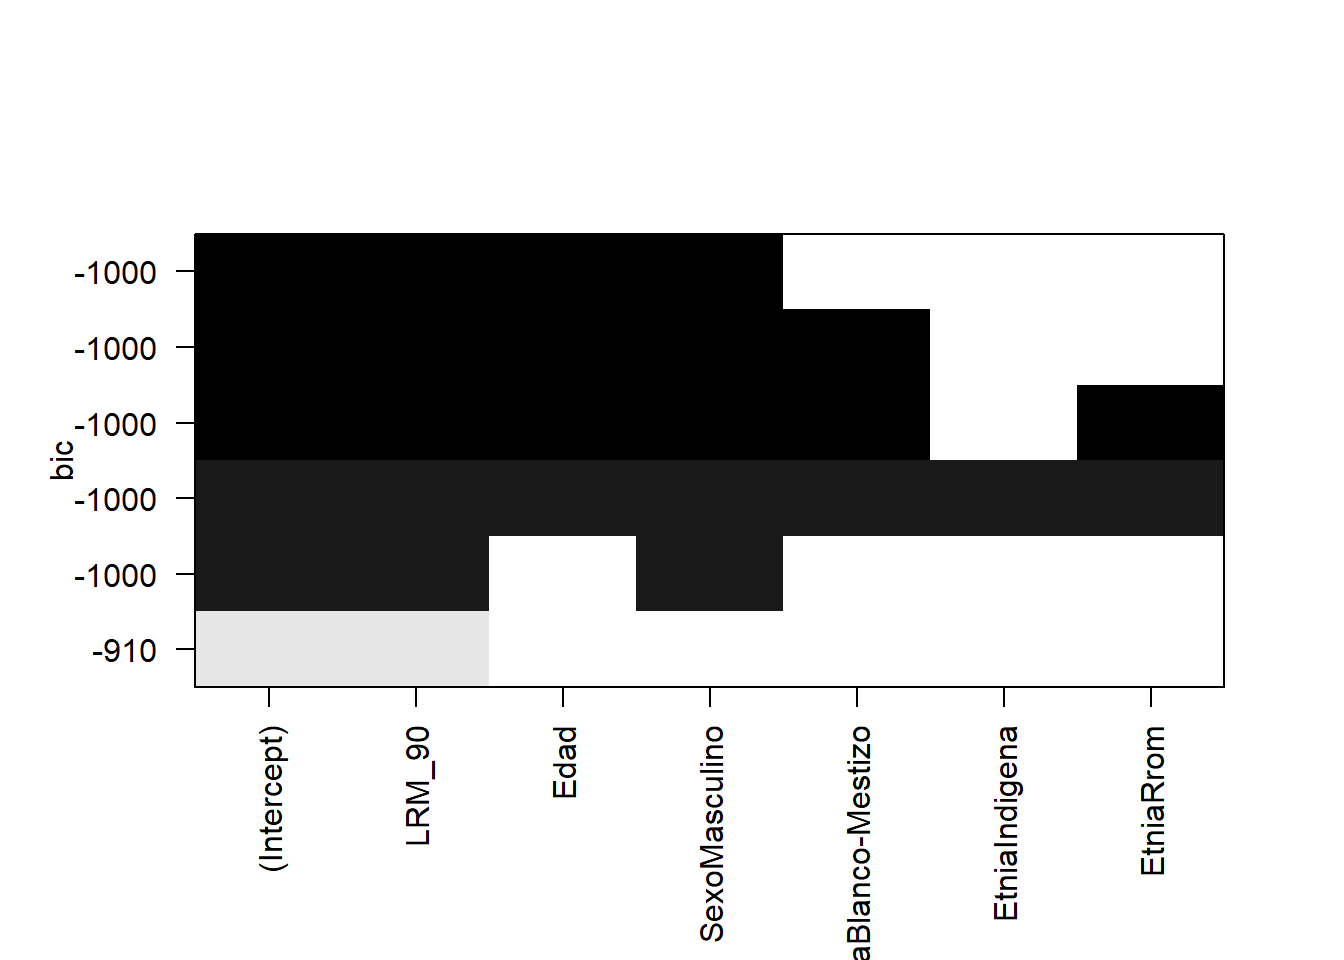 bic
-1000
-1000
-1000
-1000
-1000
-910
(Intercept)
LRM_90
Edad
SexoMasculino
aBlanco-Mestizo
EtniaIndigena
EtniaRrom